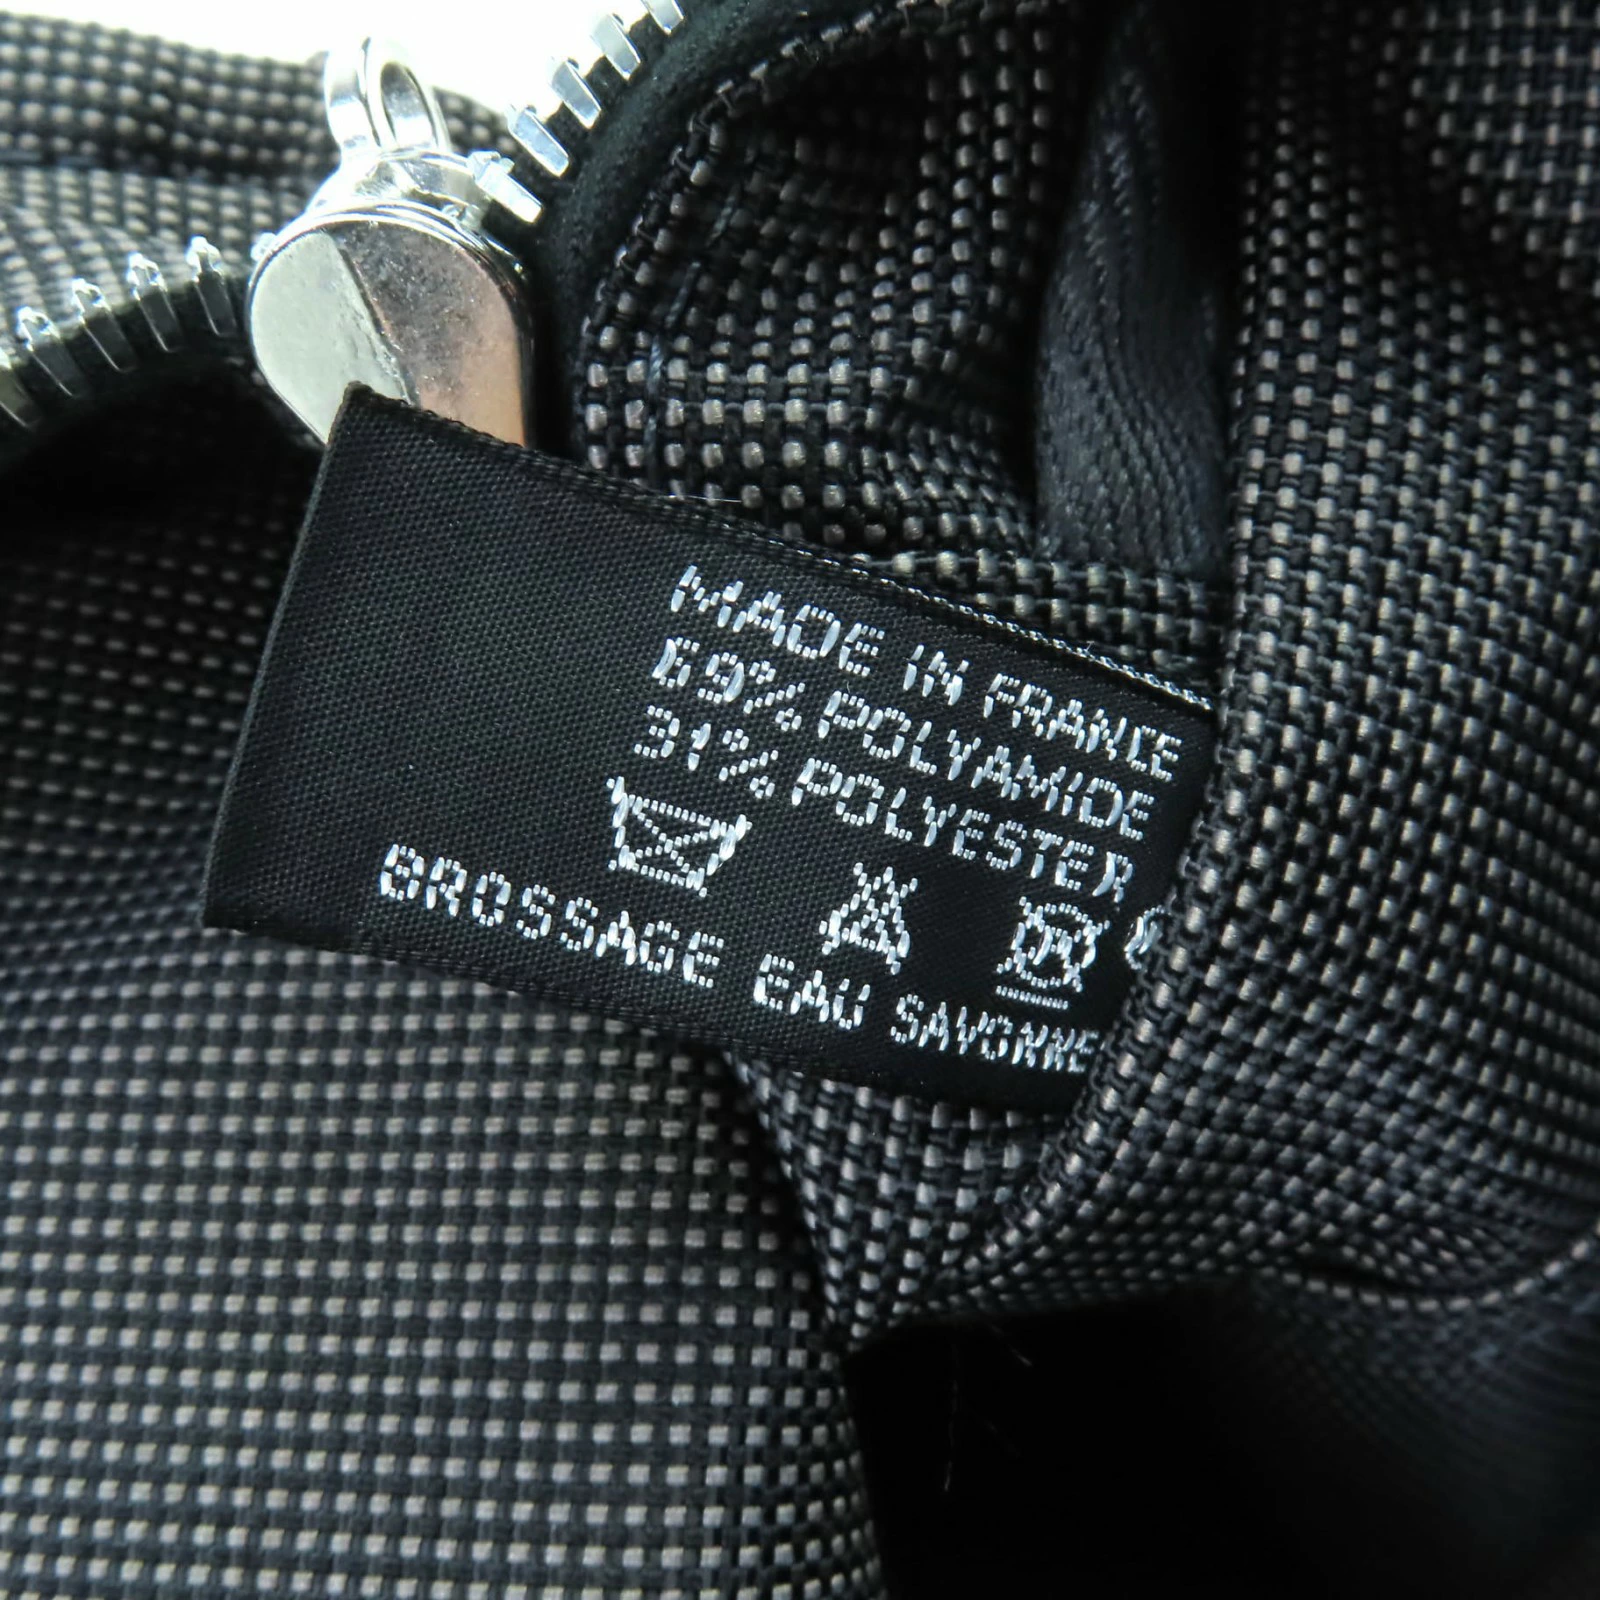 MADE IN FRANCE
69% POLYAMIDE
31% POLYESTER
BROSSAGE EAU SAVONNE